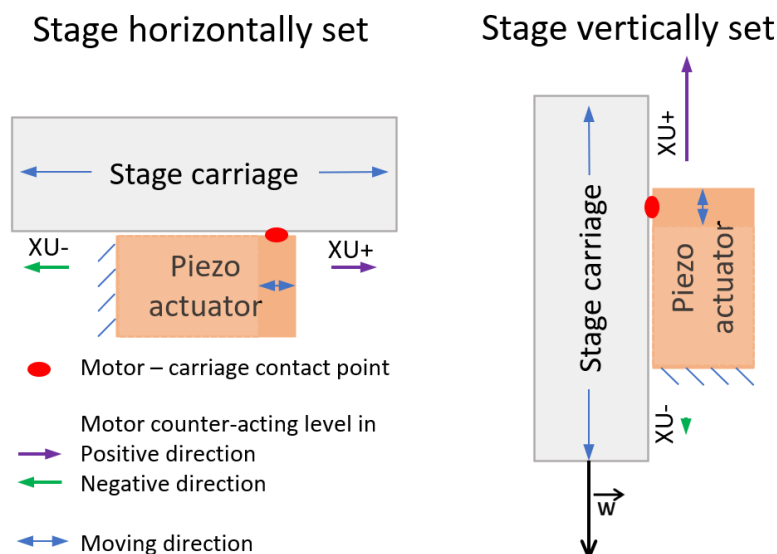 Stage horizontally set
Stage carriage
XU-
XU+
Piezo
actuator
Motor – carriage contact point
Motor counter-acting level in
Positive direction
Negative direction
Moving direction
Stage vertically set
XU+
Stage carriage
Piezo
actuator
XU-
w